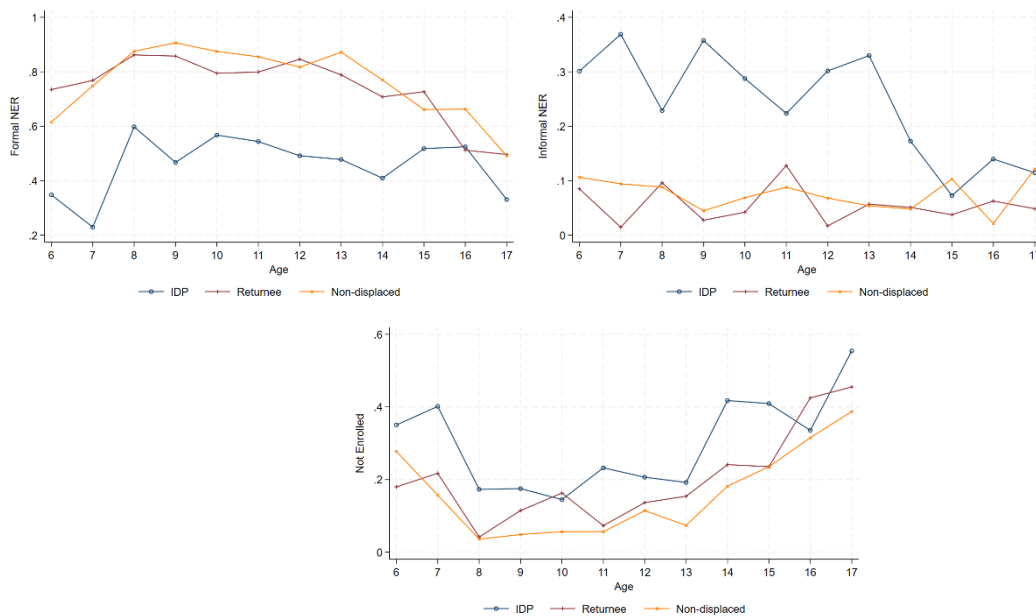 Formal NER
1
.8
.6
.4
.2
6 7 8 9 10 11 12 13 14 15 16 17
Age
IDP Returnee Non-displaced
Informal NER
.4
.3
.2
.1
0
6 7 8 9 10 11 12 13 14 15 16 1
Age
IDP Returnee Non-displaced
Not Enrolled
.6
.4
.2
0
6 7 8 9 10 11 12 13 14 15 16 17
Age
IDP Returnee Non-displaced